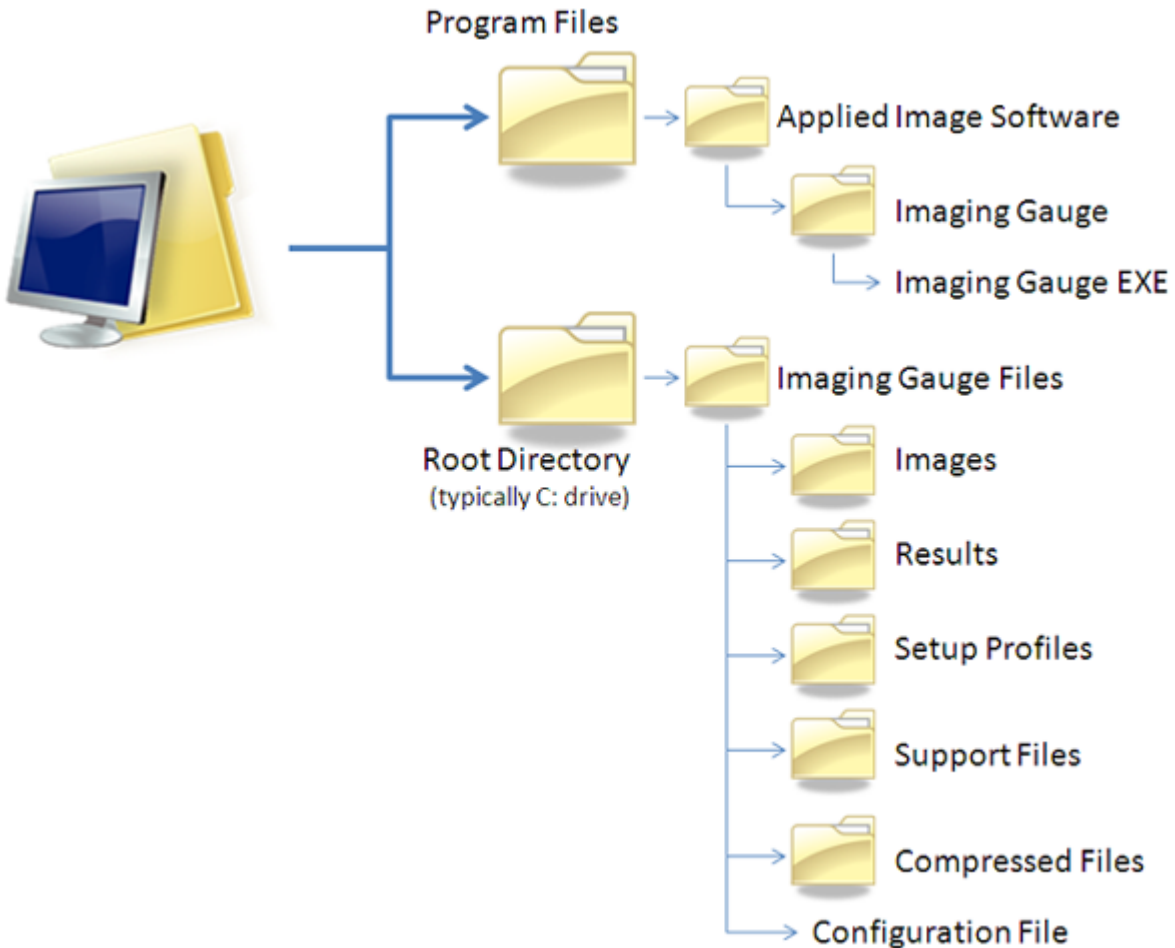 Program Files
Applied Image Software
Imaging Gauge
Imaging Gauge EXE
Imaging Gauge Files
Root Directory
(typically C: drive)
Images
Results
Setup Profiles
Support Files
Compressed Files
Configuration File